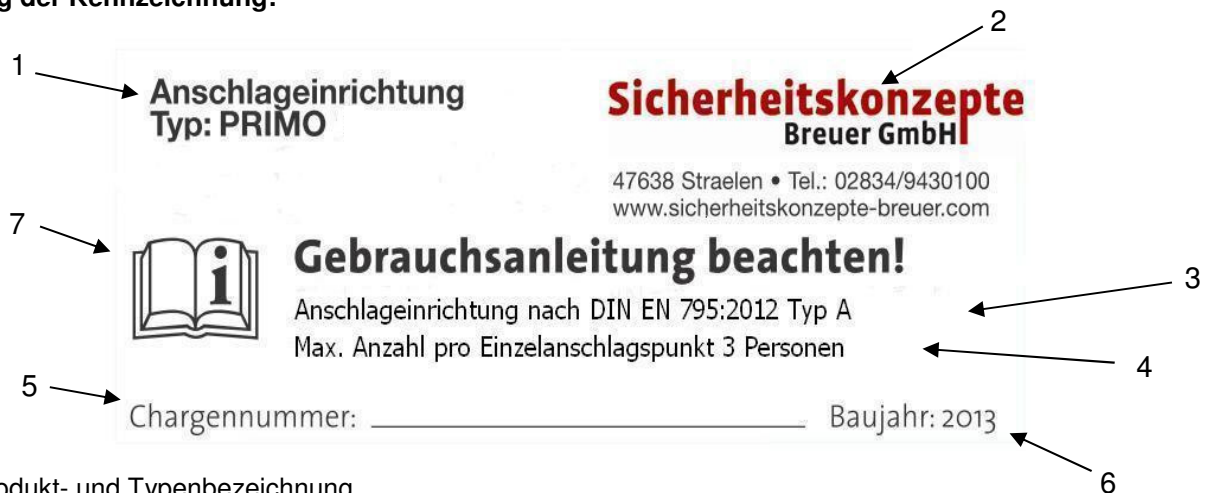 g der Kennzeichnung:
2
1
Anschlageinrichtung
Typ: PRIMO
Sicherheitskonzepte
Breuer GmbH
47638 Straelen • Tel.: 02834/9430100
www.sicherheitskonzepte-breuer.com
7
i
Gebrauchsanleitung beachten!
3
Anschlageinrichtung nach DIN EN 795:2012 Typ A
Max. Anzahl pro Einzelanschlagspunkt 3 Personen
4
5
Chargennummer: ____________________ Baujahr: 2013
6
odukt- und Typenbezeichnung